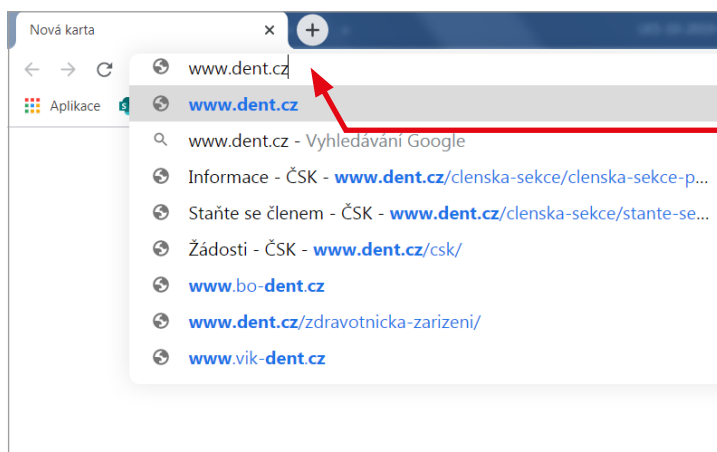 Nová karta
www.dent.cz
Aplikace
www.dent.cz
www.dent.cz - Vyhledávání Google
Informace - ČSK - www.dent.cz/clenska-sekce/clenska-sekce-p...
Staňte se členem - ČSK - www.dent.cz/clenska-sekce/stante-se...
Žádosti - ČSK - www.dent.cz/csk/
www.bo-dent.cz
www.dent.cz/zdravotnicka-zarizeni/
www.vik-dent.cz